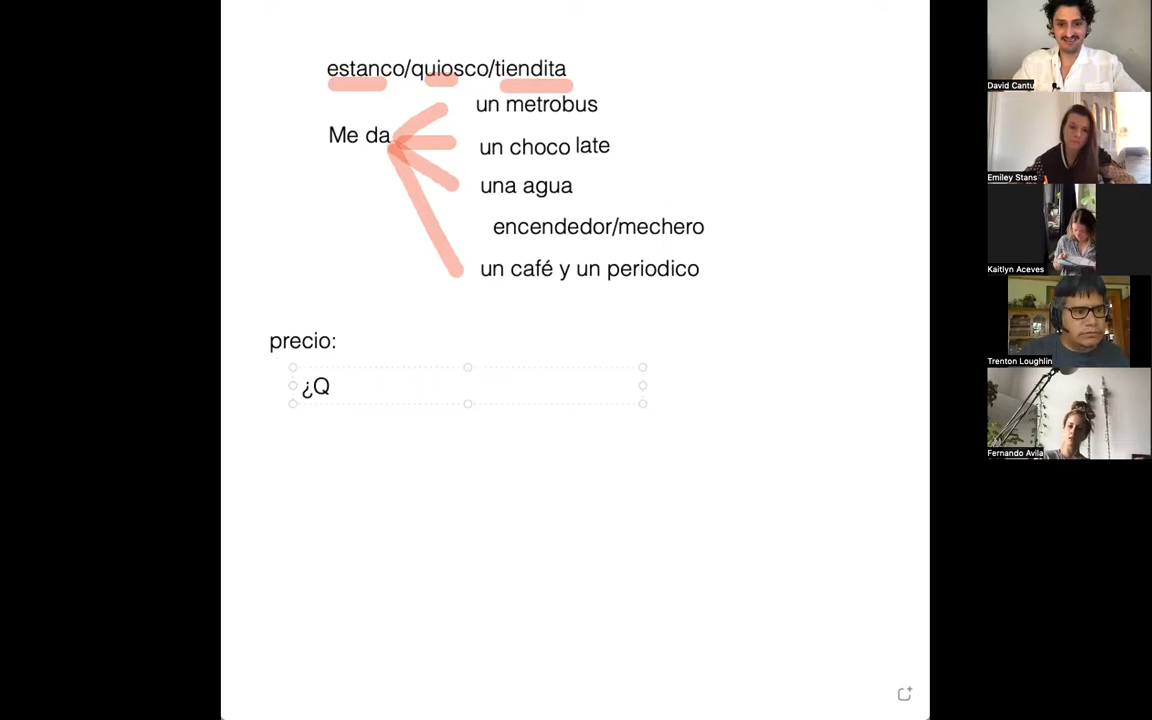 estanco/quiosco/tiendita
un metrobus
Me da
un choco late
una agua
encendedor/mechero
un café y un periodico
precio:
¿Q
David Cantu
Emiley Stans
Kaitlyn Aceves
Trenton Loughlin
Fernando Avila